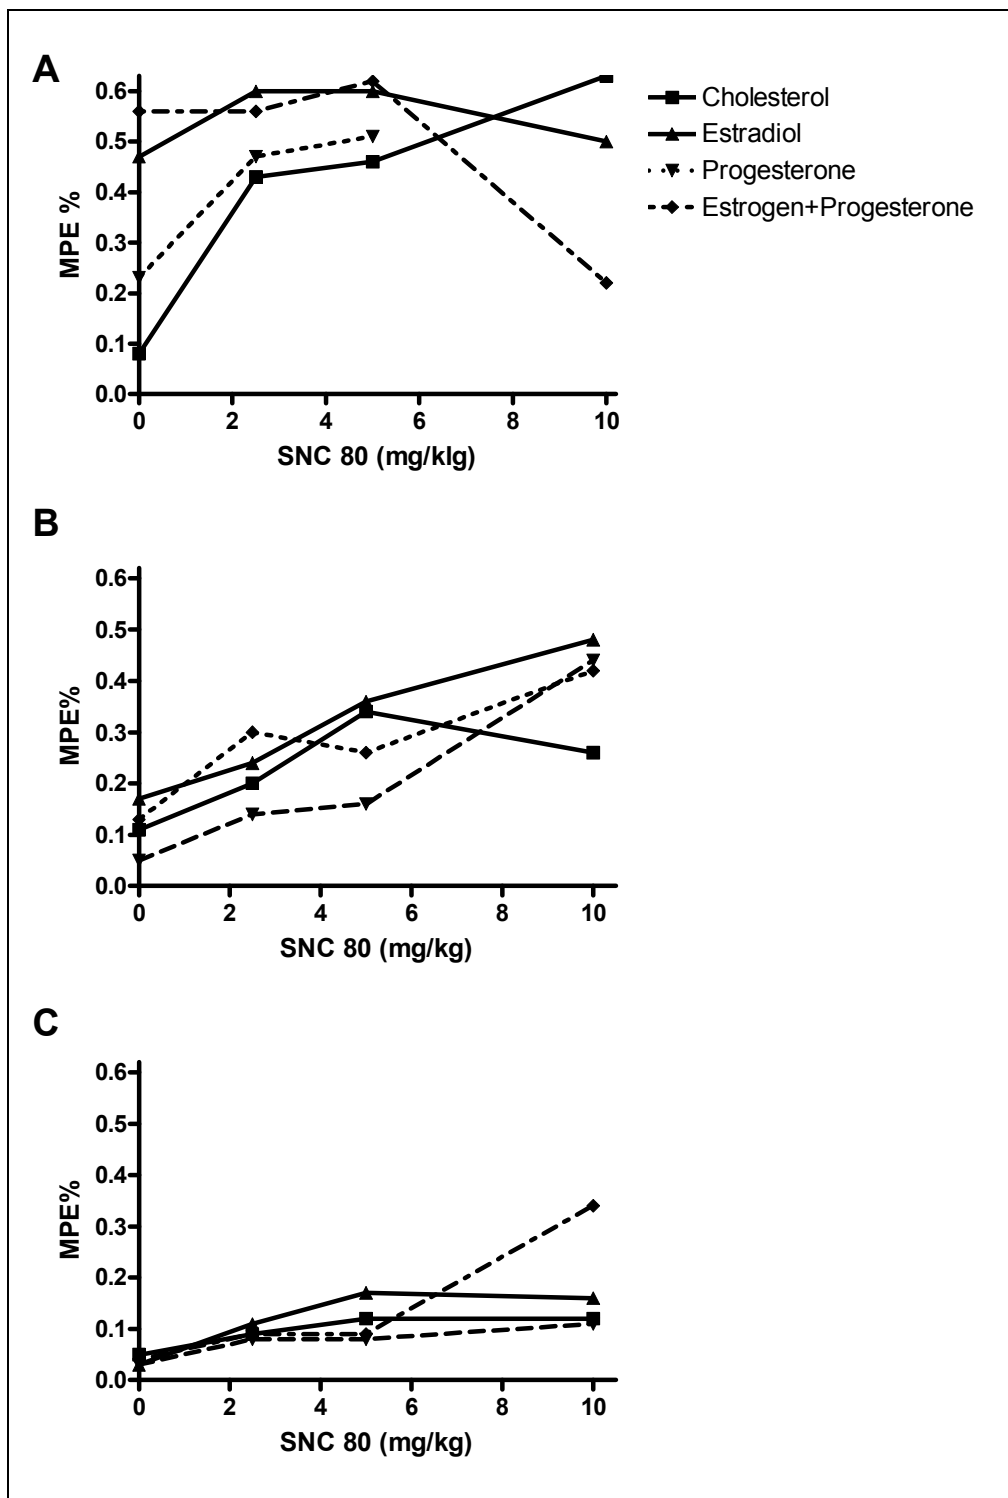 A
0.6
0.5
0.4
0.3
0.2
0.1
0.0
MPE %
0 2 4 6 8 10
SNC 80 (mg/klg)
Cholesterol
Estradiol
Progesterone
Estrogen+Progesterone
B
0.6
0.5
0.4
0.3
0.2
0.1
0.0
MPE%
0 2 4 6 8 10
SNC 80 (mg/kg)
C
0.6
0.5
0.4
0.3
0.2
0.1
0.0
MPE%
0 2 4 6 8 10
SNC 80 (mg/kg)